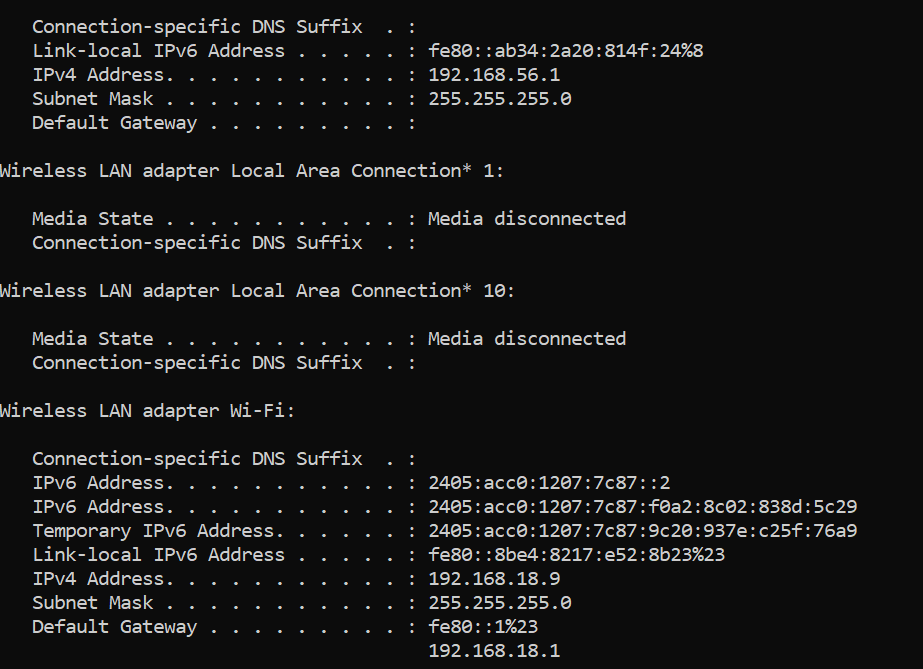 Connection-specific DNS Suffix  . :
Link-local IPv6 Address . . . . . : fe80::ab34:2a20:814f:24%8
IPv4 Address. . . . . . . . . . . : 192.168.56.1
Subnet Mask . . . . . . . . . . . : 255.255.255.0
Default Gateway . . . . . . . . . :
Wireless LAN adapter Local Area Connection* 1:
Media State . . . . . . . . . . . : Media disconnected
Connection-specific DNS Suffix  . :
Wireless LAN adapter Local Area Connection* 10:
Media State . . . . . . . . . . . : Media disconnected
Connection-specific DNS Suffix  . :
Wireless LAN adapter Wi-Fi:
Connection-specific DNS Suffix  . :
IPv6 Address. . . . . . . . . . . : 2405:acc0:1207:7c87::2
IPv6 Address. . . . . . . . . . . : 2405:acc0:1207:7c87:f0a2:8c02:838d:5c29
Temporary IPv6 Address. . . . . . : 2405:acc0:1207:7c87:9c20:937e:c25f:76a9
Link-local IPv6 Address . . . . . : fe80::8be4:8217:e52:8b23%23
IPv4 Address. . . . . . . . . . . : 192.168.18.9
Subnet Mask . . . . . . . . . . . : 255.255.255.0
Default Gateway . . . . . . . . . : fe80::1%23
192.168.18.1